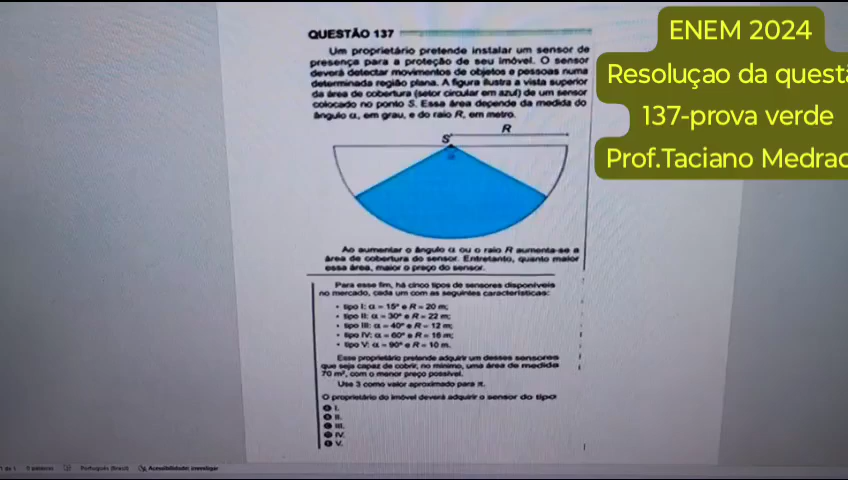 QUESTÃO 137
Um proprietário pretende instalar um sensor de
presença para a proteção de seu imóvel. O sensor
deverá detectar movimentos de objetos e pessoas numa
determinada região plana. A figura ilustra a vista superior
da área de cobertura (setor circular em azul) de um sensor
colocado no ponto S. Essa área depende da medida do
ângulo α, em grau, e do raio R, em metro.
R
S
α
Ao aumentar o ângulo α ou o raio R aumenta-se a
área de cobertura do sensor. Entretanto, quanto maior
essa área, maior o preço do sensor.
Para esse fim, há cinco tipos de sensores disponíveis
no mercado, cada um com as seguintes características:
• tipo I: α = 15° e R = 20 m;
• tipo II: α = 30° e R = 22 m;
• tipo III: α = 40° e R = 12 m;
• tipo IV: α = 60° e R = 16 m;
• tipo V: α = 90° e R = 10 m.
Esse proprietário pretende adquirir um desses sensores
que seja capaz de cobrir, no mínimo, uma área de medida
70 m², com o menor preço possível.
Use 3 como valor aproximado para π.
O proprietário do imóvel deverá adquirir o sensor do tipo
I.
II.
III.
IV.
V.
ENEM 2024
Resoluçao da questã
137-prova verde
Prof.Taciano Medrad
Português (Brasil) Acessibilidade: investigar